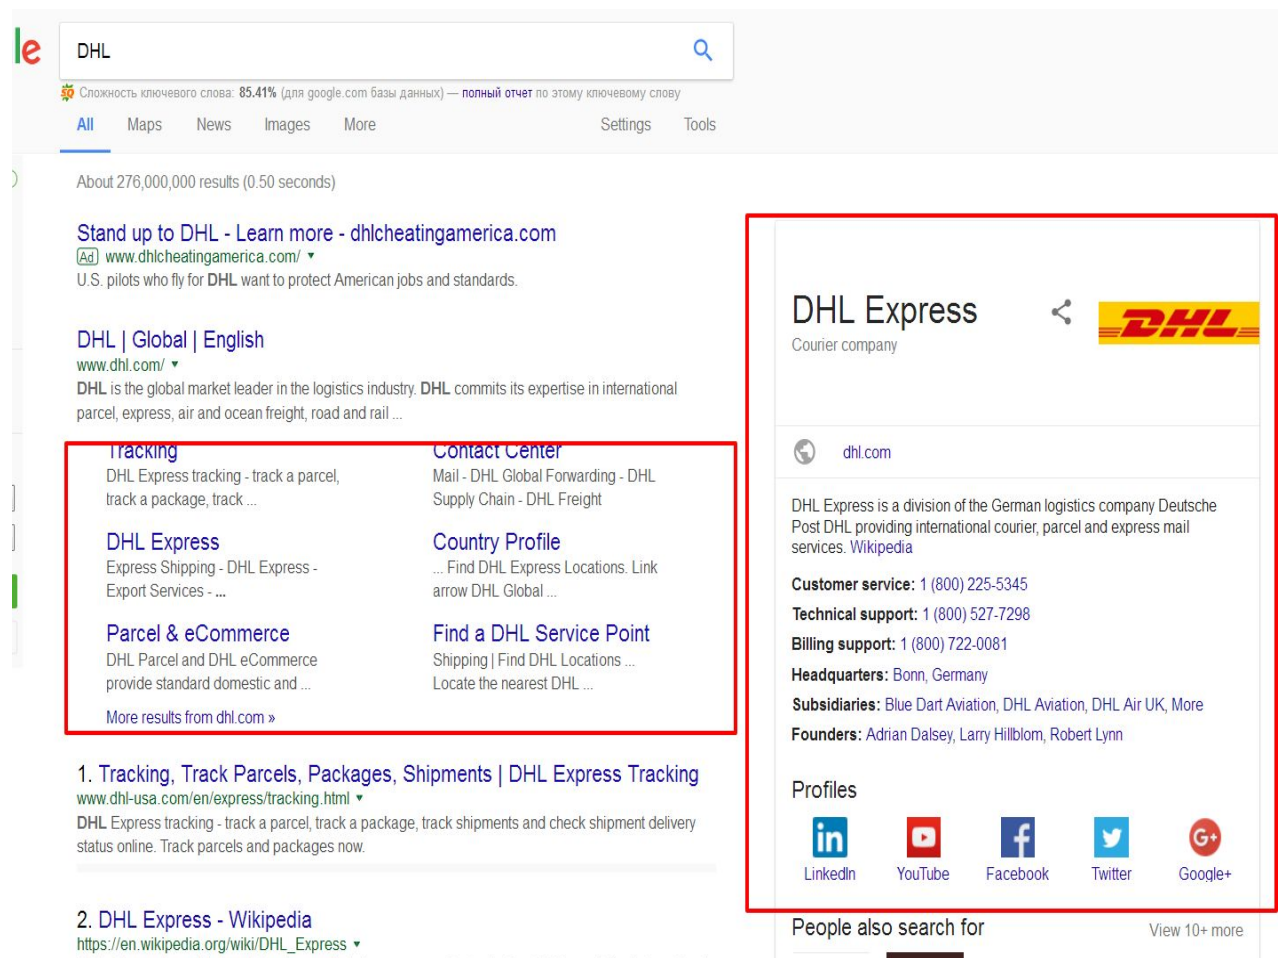 le
DHL
Сложность ключевого слова: 85.41% (для google.com базы данных) — полный отчет по этому ключевому слову
All Maps News Images More Settings Tools
About 276,000,000 results (0.50 seconds)
Stand up to DHL - Learn more - dhlcheatingamerica.com
Ad www.dhlcheatingamerica.com/
U.S. pilots who fly for DHL want to protect American jobs and standards.
DHL | Global | English
www.dhl.com/
DHL is the global market leader in the logistics industry. DHL commits its expertise in international
parcel, express, air and ocean freight, road and rail ...
Tracking
DHL Express tracking - track a parcel,
track a package, track ...
Contact Center
Mail - DHL Global Forwarding - DHL
Supply Chain - DHL Freight
DHL Express
Express Shipping - DHL Express -
Export Services - ...
Country Profile
... Find DHL Express Locations. Link
arrow DHL Global ...
Parcel & eCommerce
DHL Parcel and DHL eCommerce
provide standard domestic and ...
Find a DHL Service Point
Shipping | Find DHL Locations ...
Locate the nearest DHL ...
More results from dhl.com »
1. Tracking, Track Parcels, Packages, Shipments | DHL Express Tracking
www.dhl-usa.com/en/express/tracking.html
DHL Express tracking - track a parcel, track a package, track shipments and check shipment delivery
status online. Track parcels and packages now.
2. DHL Express - Wikipedia
https://en.wikipedia.org/wiki/DHL_Express
DHL Express
Courier company
DHL
dhl.com
DHL Express is a division of the German logistics company Deutsche
Post DHL providing international courier, parcel and express mail
services. Wikipedia
Customer service: 1 (800) 225-5345
Technical support: 1 (800) 527-7298
Billing support: 1 (800) 722-0081
Headquarters: Bonn, Germany
Subsidiaries: Blue Dart Aviation, DHL Aviation, DHL Air UK, More
Founders: Adrian Dalsey, Larry Hillblom, Robert Lynn
Profiles
LinkedIn YouTube Facebook Twitter Google+
People also search for View 10+ more